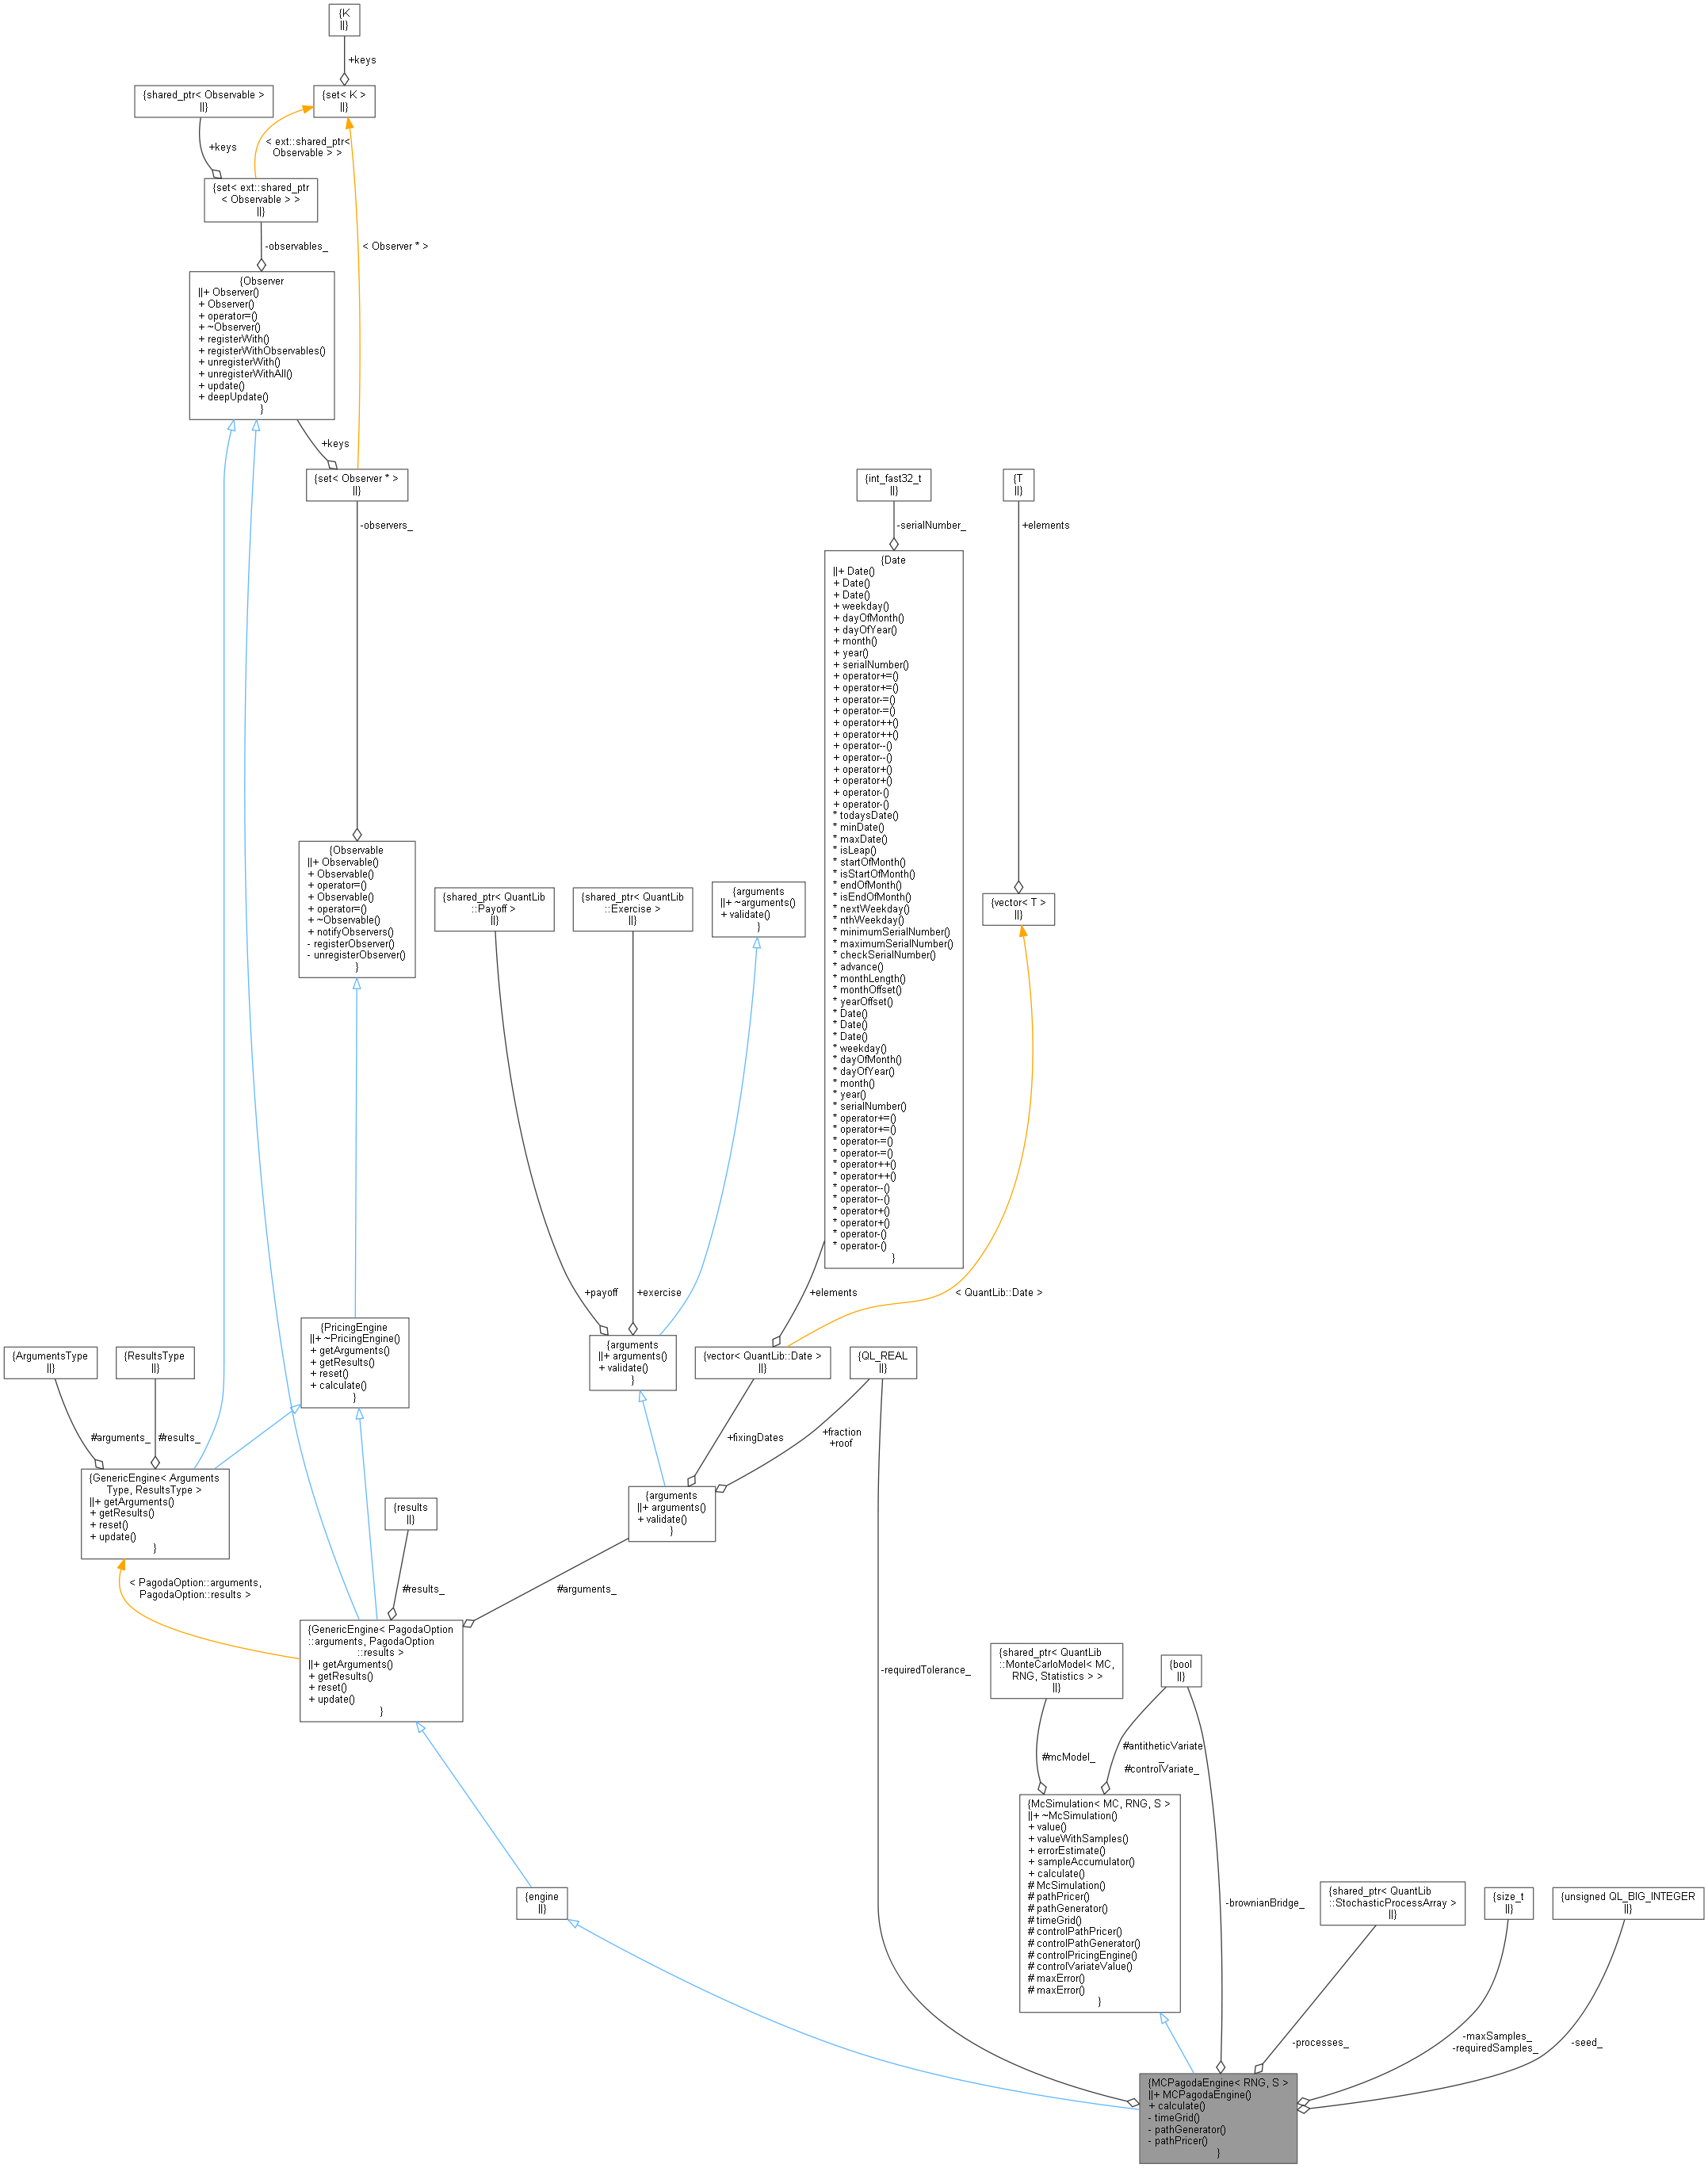 {K
||}
+keys
{shared_ptr< Observable >
||}
{set< K >
||}
+keys
< ext::shared_ptr<
Observable > >
{set< ext::shared_ptr
< Observable > >
||}
-observables_
< Observer * >
{Observer
||+ Observer()
+ Observer()
+ operator=()
+ ~Observer()
+ registerWith()
+ registerWithObservables()
+ unregisterWith()
+ unregisterWithAll()
+ update()
+ deepUpdate()
}
+keys
{set< Observer * >
||}
-observers_
{int_fast32_t
||}
-serialNumber_
{T
||}
+elements
{Date
||+ Date()
+ Date()
+ Date()
+ weekday()
+ dayOfMonth()
+ dayOfYear()
+ month()
+ year()
+ serialNumber()
+ operator+=()
+ operator+=()
+ operator-=()
+ operator-=()
+ operator++()
+ operator++()
+ operator--()
+ operator--()
+ operator+()
+ operator+()
+ operator-()
+ operator-()
* todaysDate()
* minDate()
* maxDate()
* isLeap()
* startOfMonth()
* isStartOfMonth()
* endOfMonth()
* isEndOfMonth()
* nextWeekday()
* nthWeekday()
* minimumSerialNumber()
* maximumSerialNumber()
* checkSerialNumber()
* advance()
* monthLength()
* monthOffset()
* yearOffset()
* Date()
* Date()
* Date()
* weekday()
* dayOfMonth()
* dayOfYear()
* month()
* year()
* serialNumber()
* operator+=()
* operator+=()
* operator-=()
* operator-=()
* operator++()
* operator++()
* operator--()
* operator--()
* operator+()
* operator+()
* operator-()
* operator-()
}
{Observable
||+ Observable()
+ Observable()
+ operator=()
+ Observable()
+ operator=()
+ ~Observable()
+ notifyObservers()
- registerObserver()
- unregisterObserver()
}
{shared_ptr< QuantLib
::Payoff >
||}
{shared_ptr< QuantLib
::Exercise >
||}
{arguments
||+ ~arguments()
+ validate()
}
{vector< T >
||}
+payoff
+exercise
+elements
< QuantLib::Date >
{PricingEngine
||+ ~PricingEngine()
+ getArguments()
+ getResults()
+ reset()
+ calculate()
}
{ArgumentsType
||}
{ResultsType
||}
{arguments
||+ arguments()
+ validate()
}
{vector< QuantLib::Date >
||}
{QL_REAL
||}
#arguments_
#results_
+fixingDates
+fraction
+roof
{GenericEngine< Arguments
Type, ResultsType >
||+ getArguments()
+ getResults()
+ reset()
+ update()
}
{results
||}
{arguments
||+ arguments()
+ validate()
}
< PagodaOption::arguments,
PagodaOption::results >
#results_
#arguments_
{GenericEngine< PagodaOption
::arguments, PagodaOption
::results >
||+ getArguments()
+ getResults()
+ reset()
+ update()
}
-requiredTolerance_
{shared_ptr< QuantLib
::MonteCarloModel< MC,
RNG, Statistics > >
||}
{bool
||}
#mcModel_
#antitheticVariate
_
#controlVariate_
{McSimulation< MC, RNG, S >
||+ ~McSimulation()
+ value()
+ valueWithSamples()
+ errorEstimate()
+ sampleAccumulator()
+ calculate()
# McSimulation()
# pathPricer()
# pathGenerator()
# timeGrid()
# controlPathPricer()
# controlPathGenerator()
# controlPricingEngine()
# controlVariateValue()
# maxError()
# maxError()
}
{engine
||}
-brownianBridge_
{shared_ptr< QuantLib
::StochasticProcessArray >
||}
{size_t
||}
{unsigned QL_BIG_INTEGER
||}
-processes_
-maxSamples_
-requiredSamples_
-seed_
{MCPagodaEngine< RNG, S >
||+ MCPagodaEngine()
+ calculate()
- timeGrid()
- pathGenerator()
- pathPricer()
}